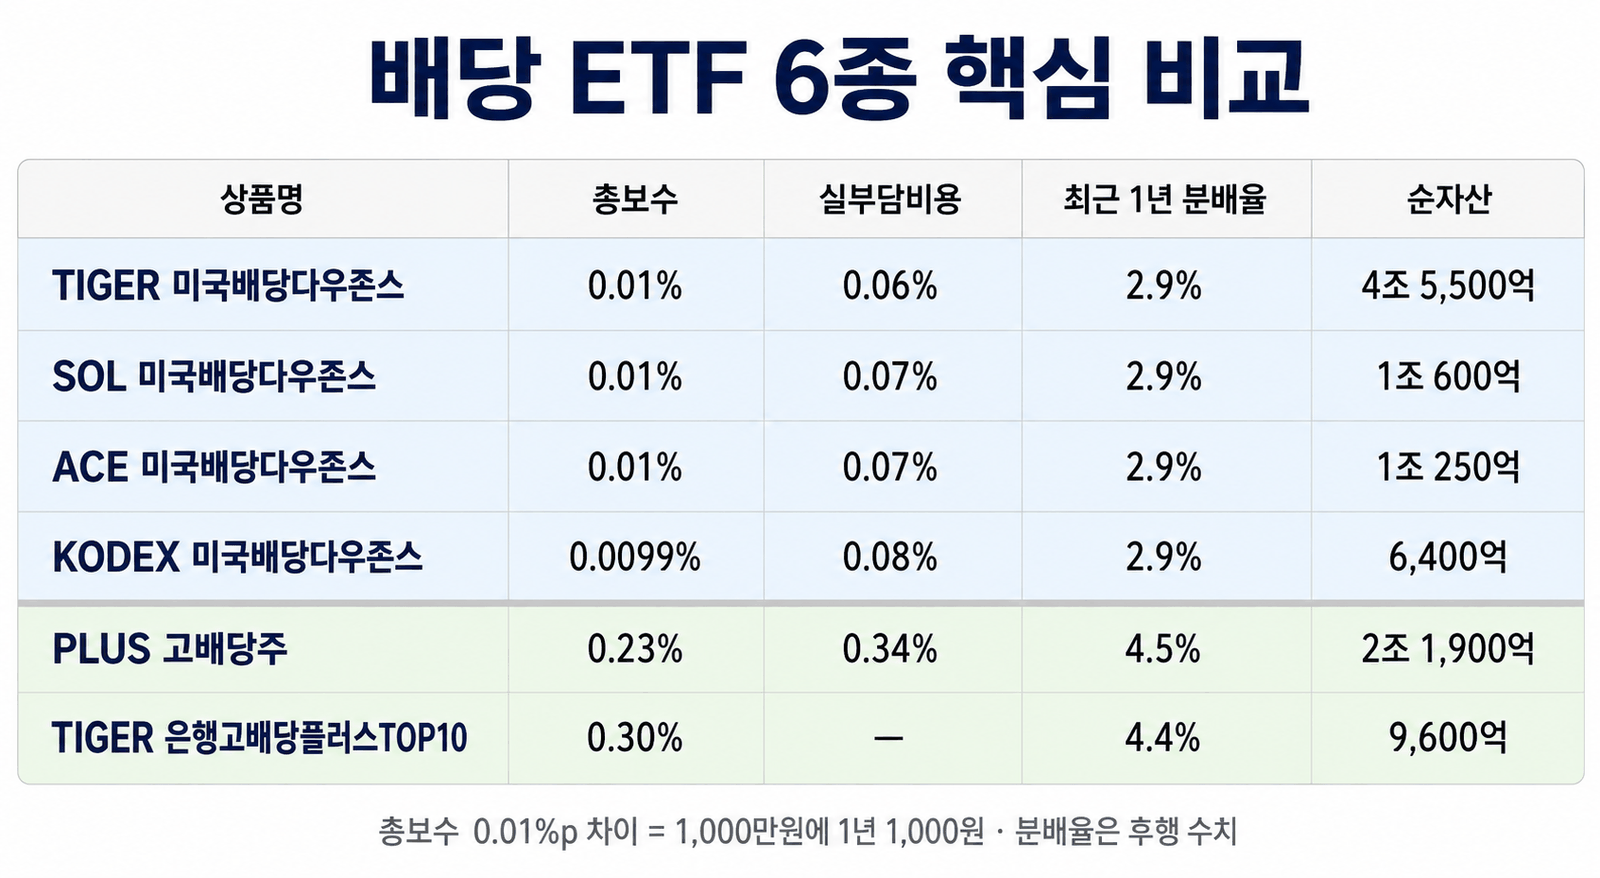 배당 ETF 6종 핵심 비교
상품명 총보수 실부담비용 최근 1년 분배율 순자산
TIGER 미국배당다우존스 0.01% 0.06% 2.9% 4조 5,500억
SOL 미국배당다우존스 0.01% 0.07% 2.9% 1조 600억
ACE 미국배당다우존스 0.01% 0.07% 2.9% 1조 250억
KODEX 미국배당다우존스 0.0099% 0.08% 2.9% 6,400억
PLUS 고배당주 0.23% 0.34% 4.5% 2조 1,900억
TIGER 은행고배당플러스TOP10 0.30% — 4.4% 9,600억
총보수 0.01%p 차이 = 1,000만원에 1년 1,000원 · 분배율은 후행 수치